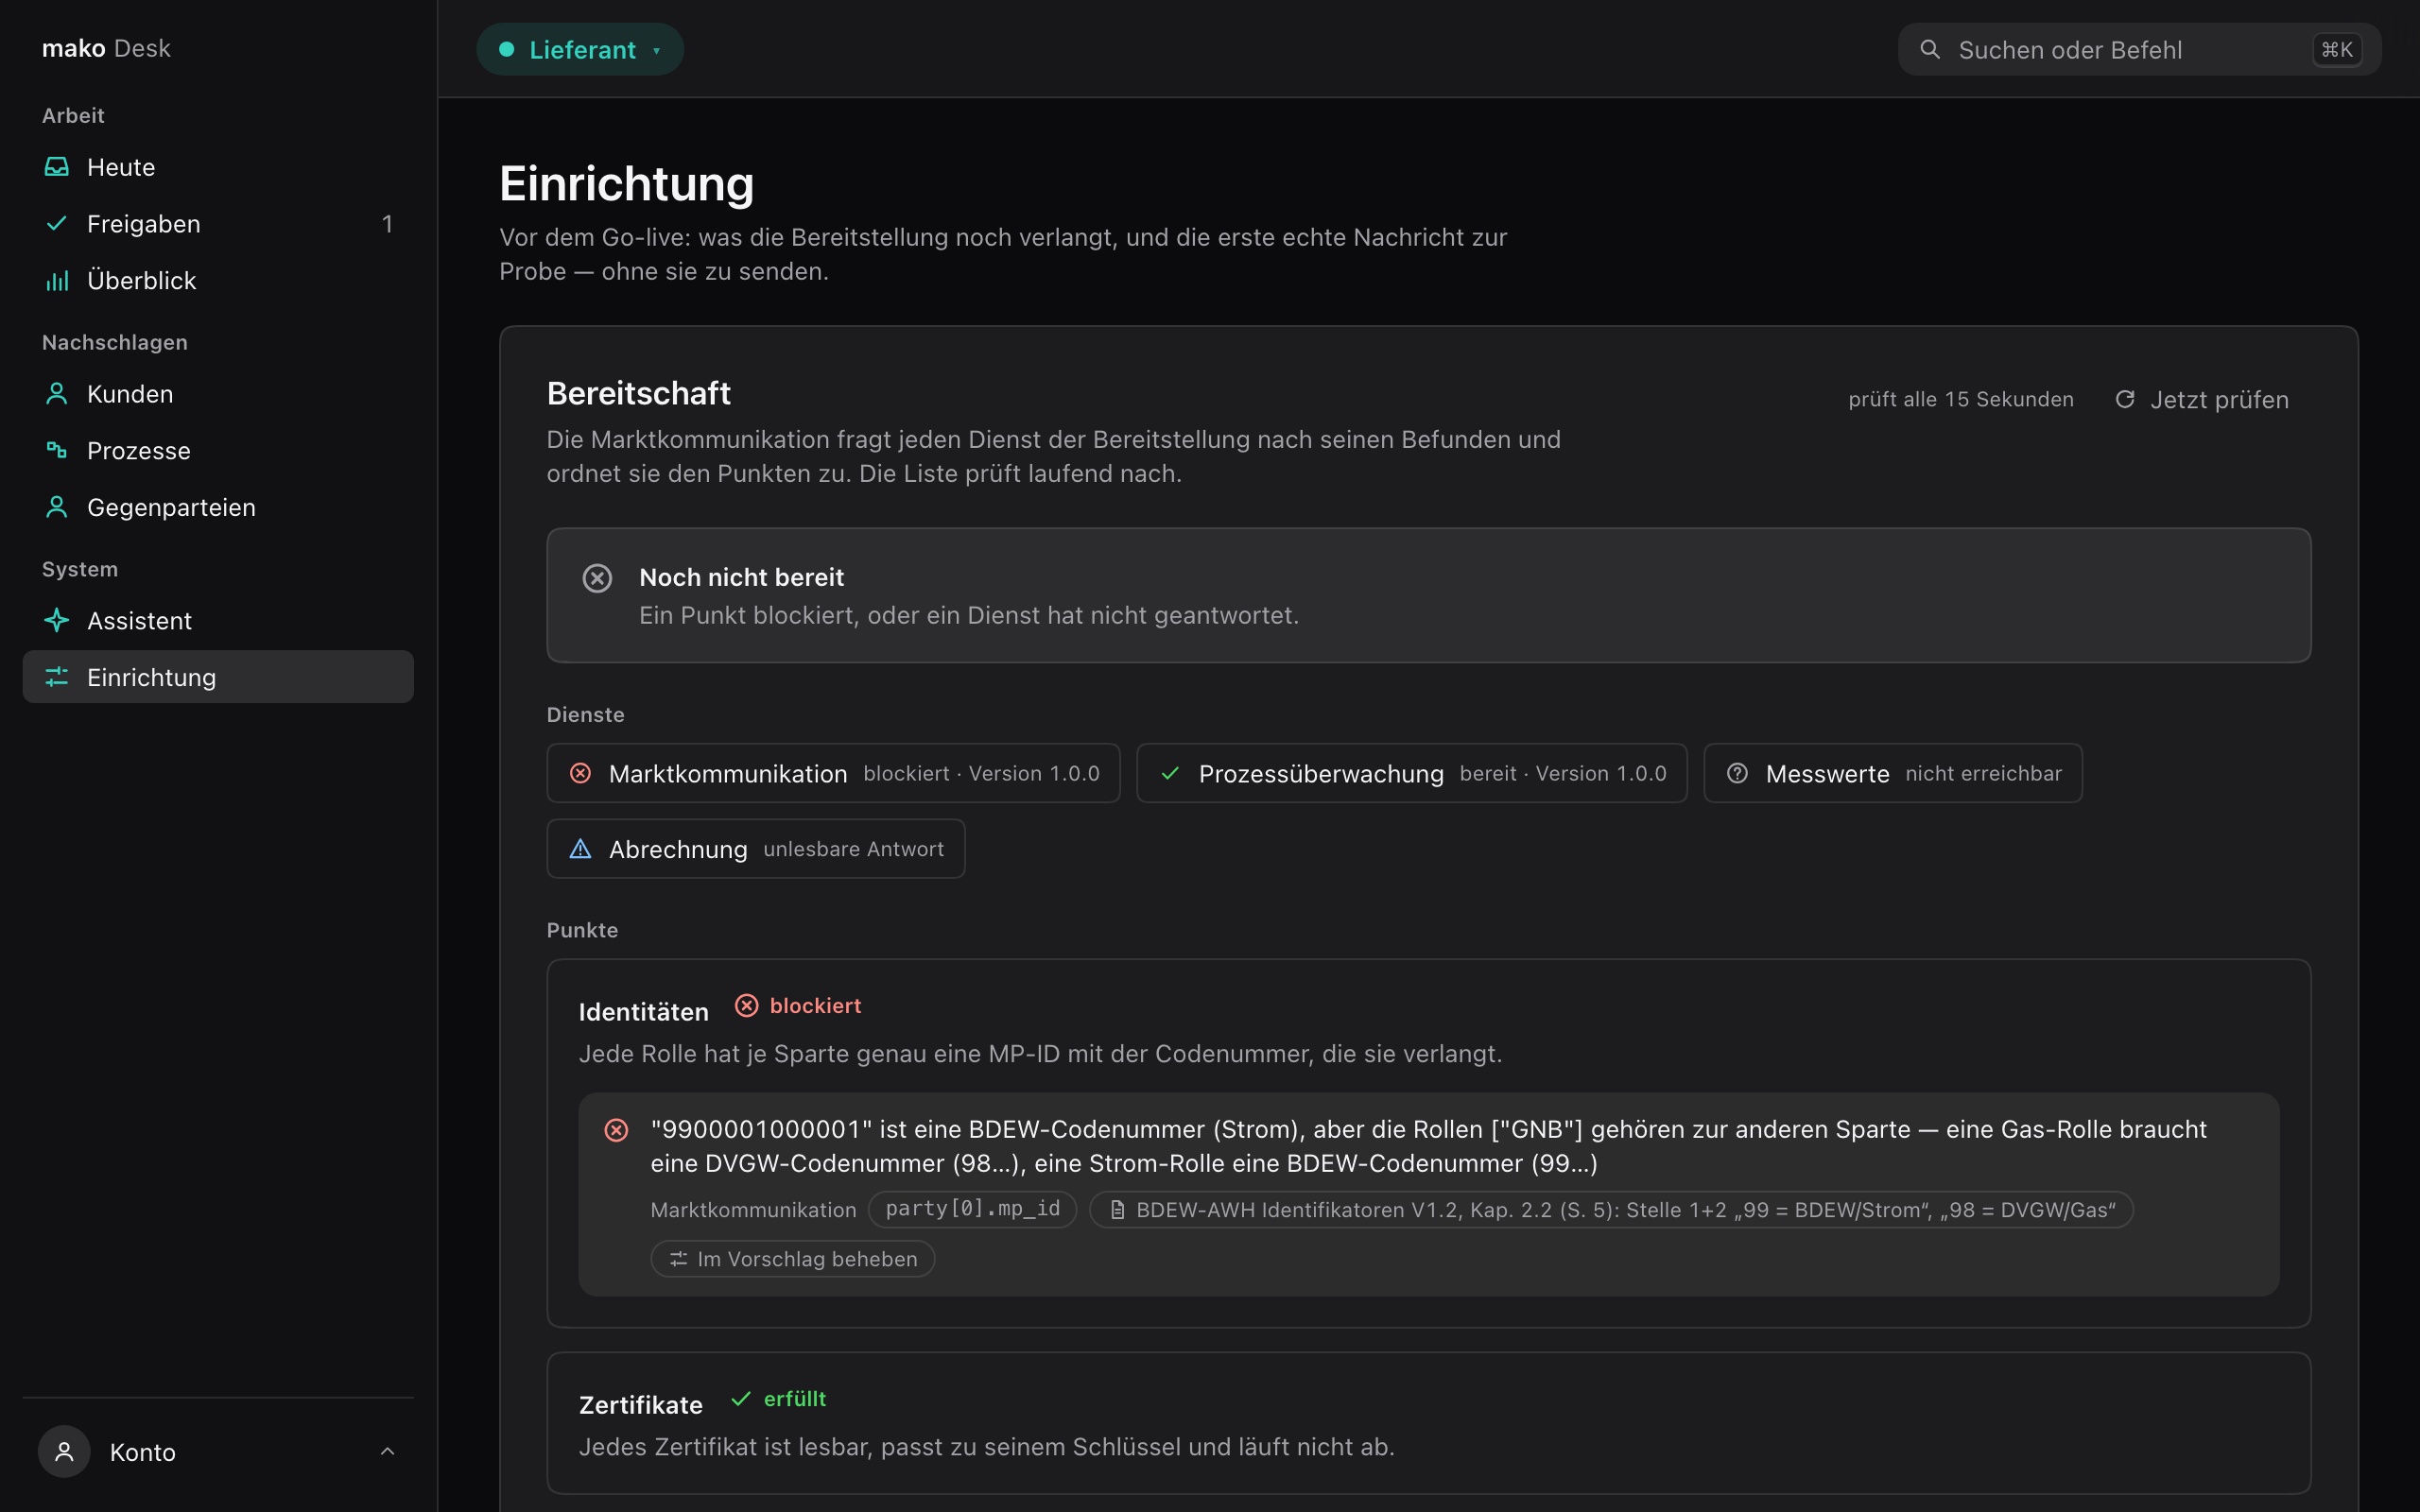 mako Desk
Arbeit
Heute
Freigaben 1
Überblick
Nachschlagen
Kunden
Prozesse
Gegenparteien
System
Assistent
Einrichtung
Konto
Lieferant
Suchen oder Befehl ⌘K
Einrichtung
Vor dem Go-live: was die Bereitstellung noch verlangt, und die erste echte Nachricht zur
Probe — ohne sie zu senden.
Bereitschaft
prüft alle 15 Sekunden Jetzt prüfen
Die Marktkommunikation fragt jeden Dienst der Bereitstellung nach seinen Befunden und
ordnet sie den Punkten zu. Die Liste prüft laufend nach.
Noch nicht bereit
Ein Punkt blockiert, oder ein Dienst hat nicht geantwortet.
Dienste
Marktkommunikation blockiert · Version 1.0.0
Prozessüberwachung bereit · Version 1.0.0
Messwerte nicht erreichbar
Abrechnung unlesbare Antwort
Punkte
Identitäten blockiert
Jede Rolle hat je Sparte genau eine MP-ID mit der Codenummer, die sie verlangt.
"9900001000001" ist eine BDEW-Codenummer (Strom), aber die Rollen ["GNB"] gehören zur anderen Sparte — eine Gas-Rolle braucht
eine DVGW-Codenummer (98…), eine Strom-Rolle eine BDEW-Codenummer (99…)
Marktkommunikation party[0].mp_id BDEW-AWH Identifikatoren V1.2, Kap. 2.2 (S. 5): Stelle 1+2 „99 = BDEW/Strom“, „98 = DVGW/Gas“
Im Vorschlag beheben
Zertifikate erfüllt
Jedes Zertifikat ist lesbar, passt zu seinem Schlüssel und läuft nicht ab.